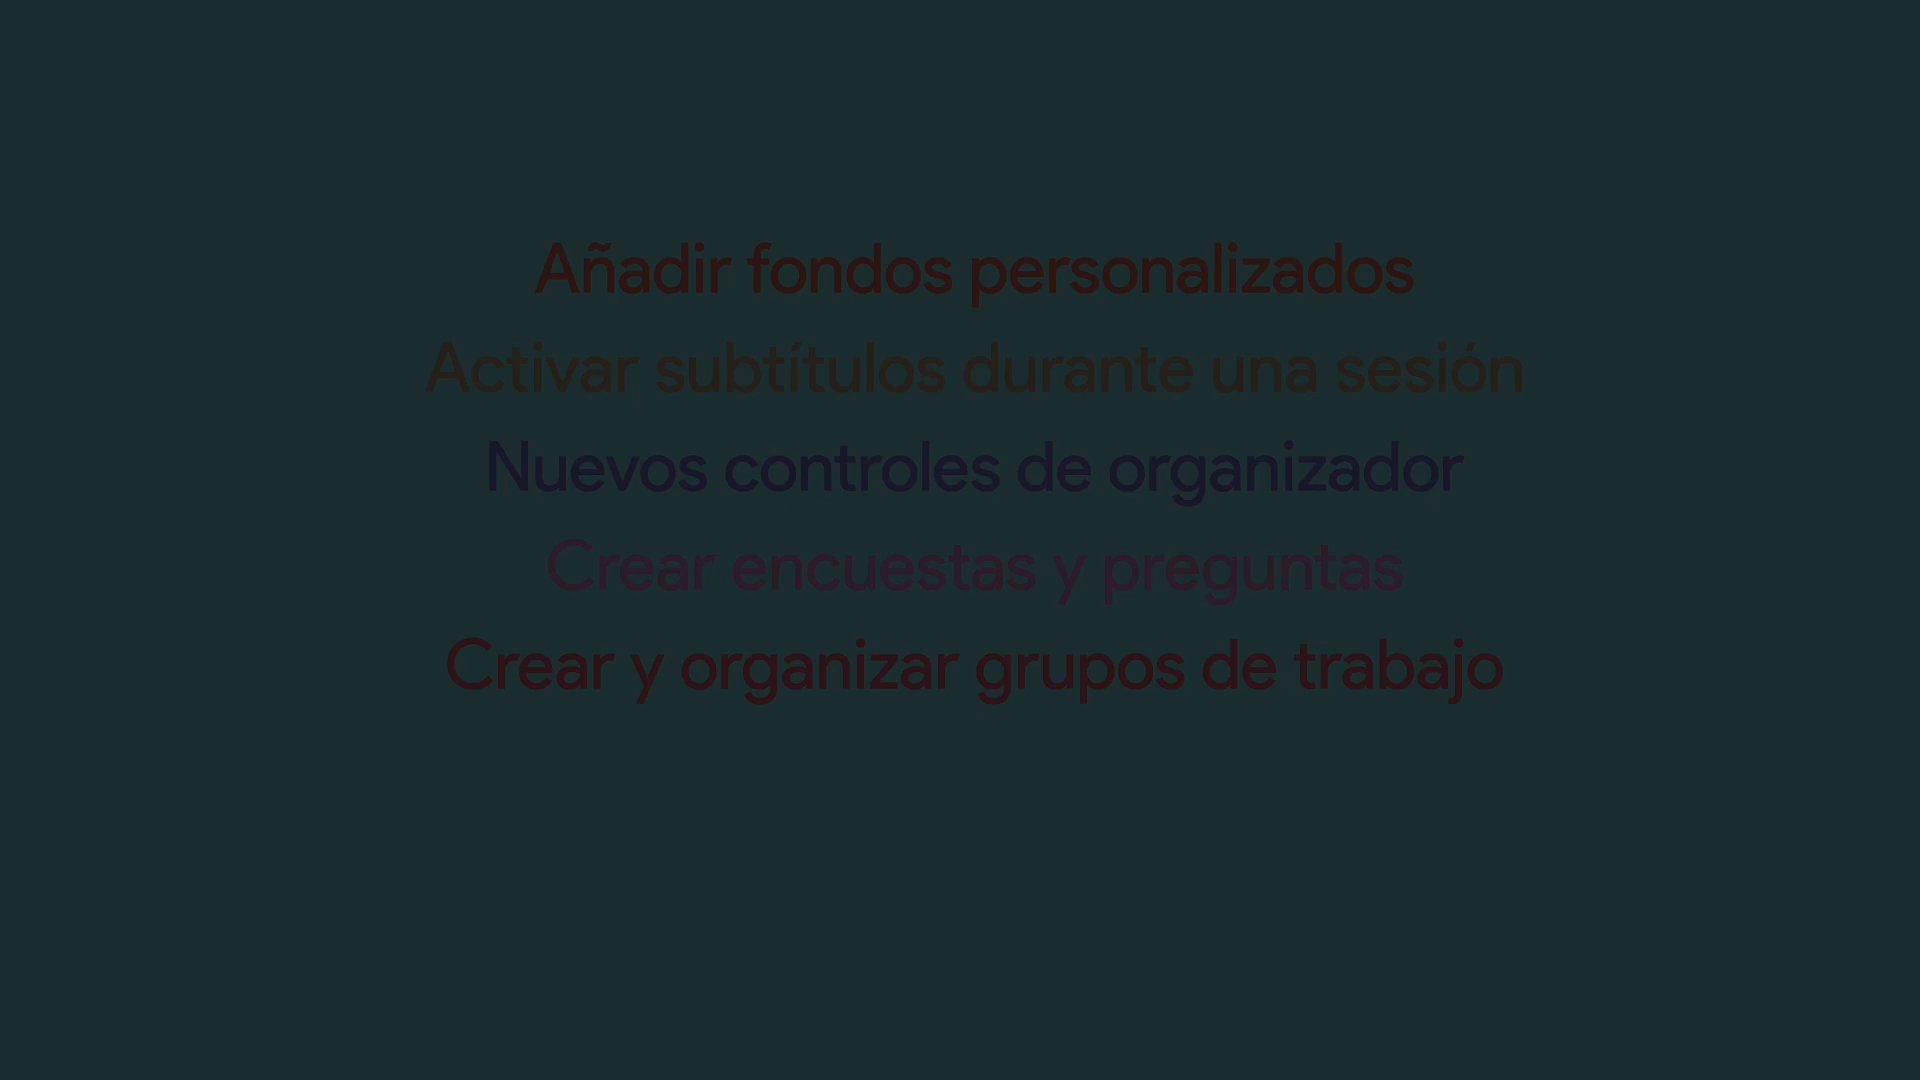 Añadir fondos personalizados
Activar subtítulos durante una sesión
Nuevos controles de organizador
Crear encuestas y preguntas
Crear y organizar grupos de trabajo